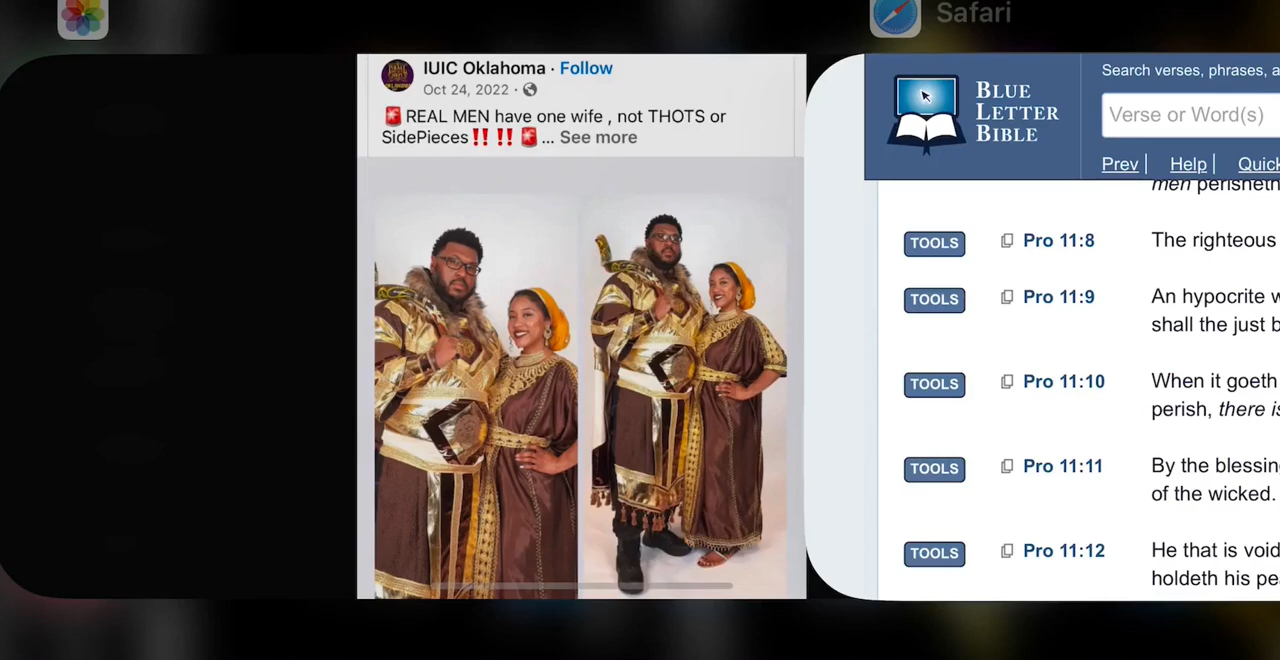 Safari
IUIC Oklahoma · Follow
Oct 24, 2022 ·
🚨REAL MEN have one wife , not THOTS or
SidePieces‼️ ‼️ 🚨 ... See more
BLUE
LETTER
BIBLE
Search verses, phrases, a
Verse or Word(s)
Prev | Help | Quick
men perisheth
TOOLS Pro 11:8 The righteous
TOOLS Pro 11:9 An hypocrite w
shall the just b
TOOLS Pro 11:10 When it goeth
perish, there is
TOOLS Pro 11:11 By the blessing
of the wicked.
TOOLS Pro 11:12 He that is void
holdeth his pe